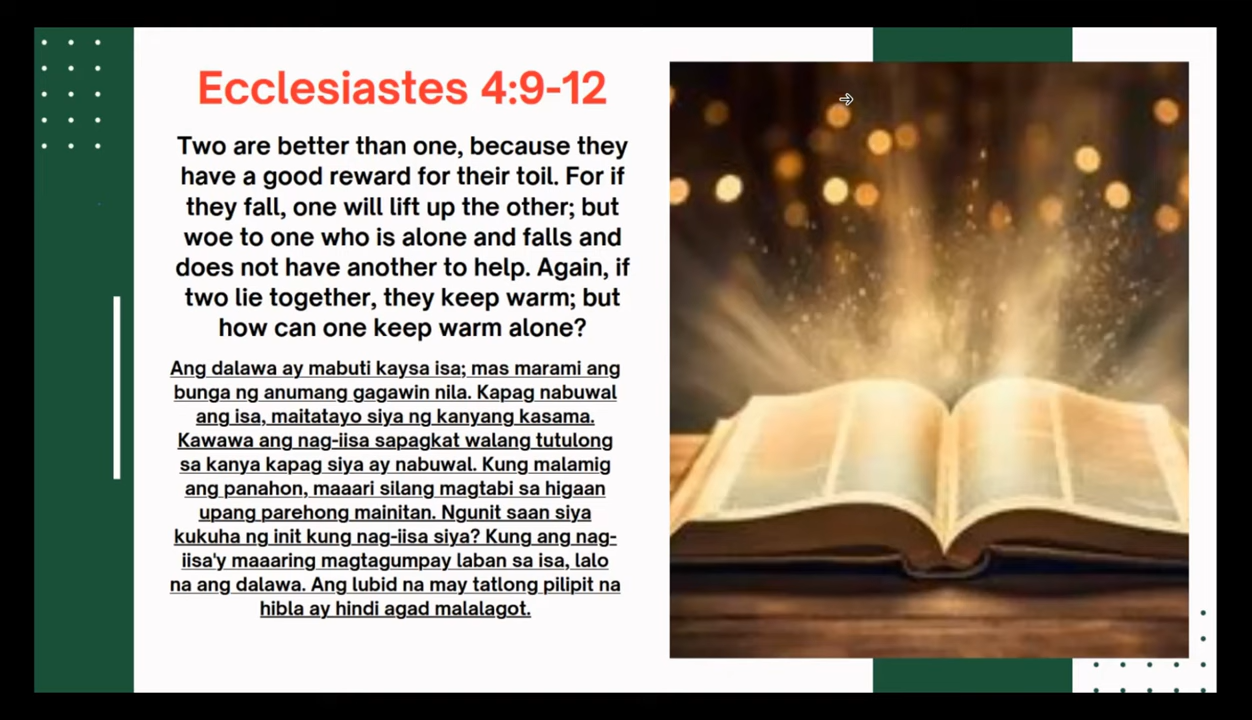 Ecclesiastes 4:9-12
Two are better than one, because they
have a good reward for their toil. For if
they fall, one will lift up the other; but
woe to one who is alone and falls and
does not have another to help. Again, if
two lie together, they keep warm; but
how can one keep warm alone?
Ang dalawa ay mabuti kaysa isa; mas marami ang
bunga ng anumang gagawin nila. Kapag nabuwal
ang isa, maitatayo siya ng kanyang kasama.
Kawawa ang nag-iisa sapagkat walang tutulong
sa kanya kapag siya ay nabuwal. Kung malamig
ang panahon, maaari silang magtabi sa higaan
upang parehong mainitan. Ngunit saan siya
kukuha ng init kung nag-iisa siya? Kung ang nag-
iisa'y maaaring magtagumpay laban sa isa, lalo
na ang dalawa. Ang lubid na may tatlong pilipit na
hibla ay hindi agad malalagot.